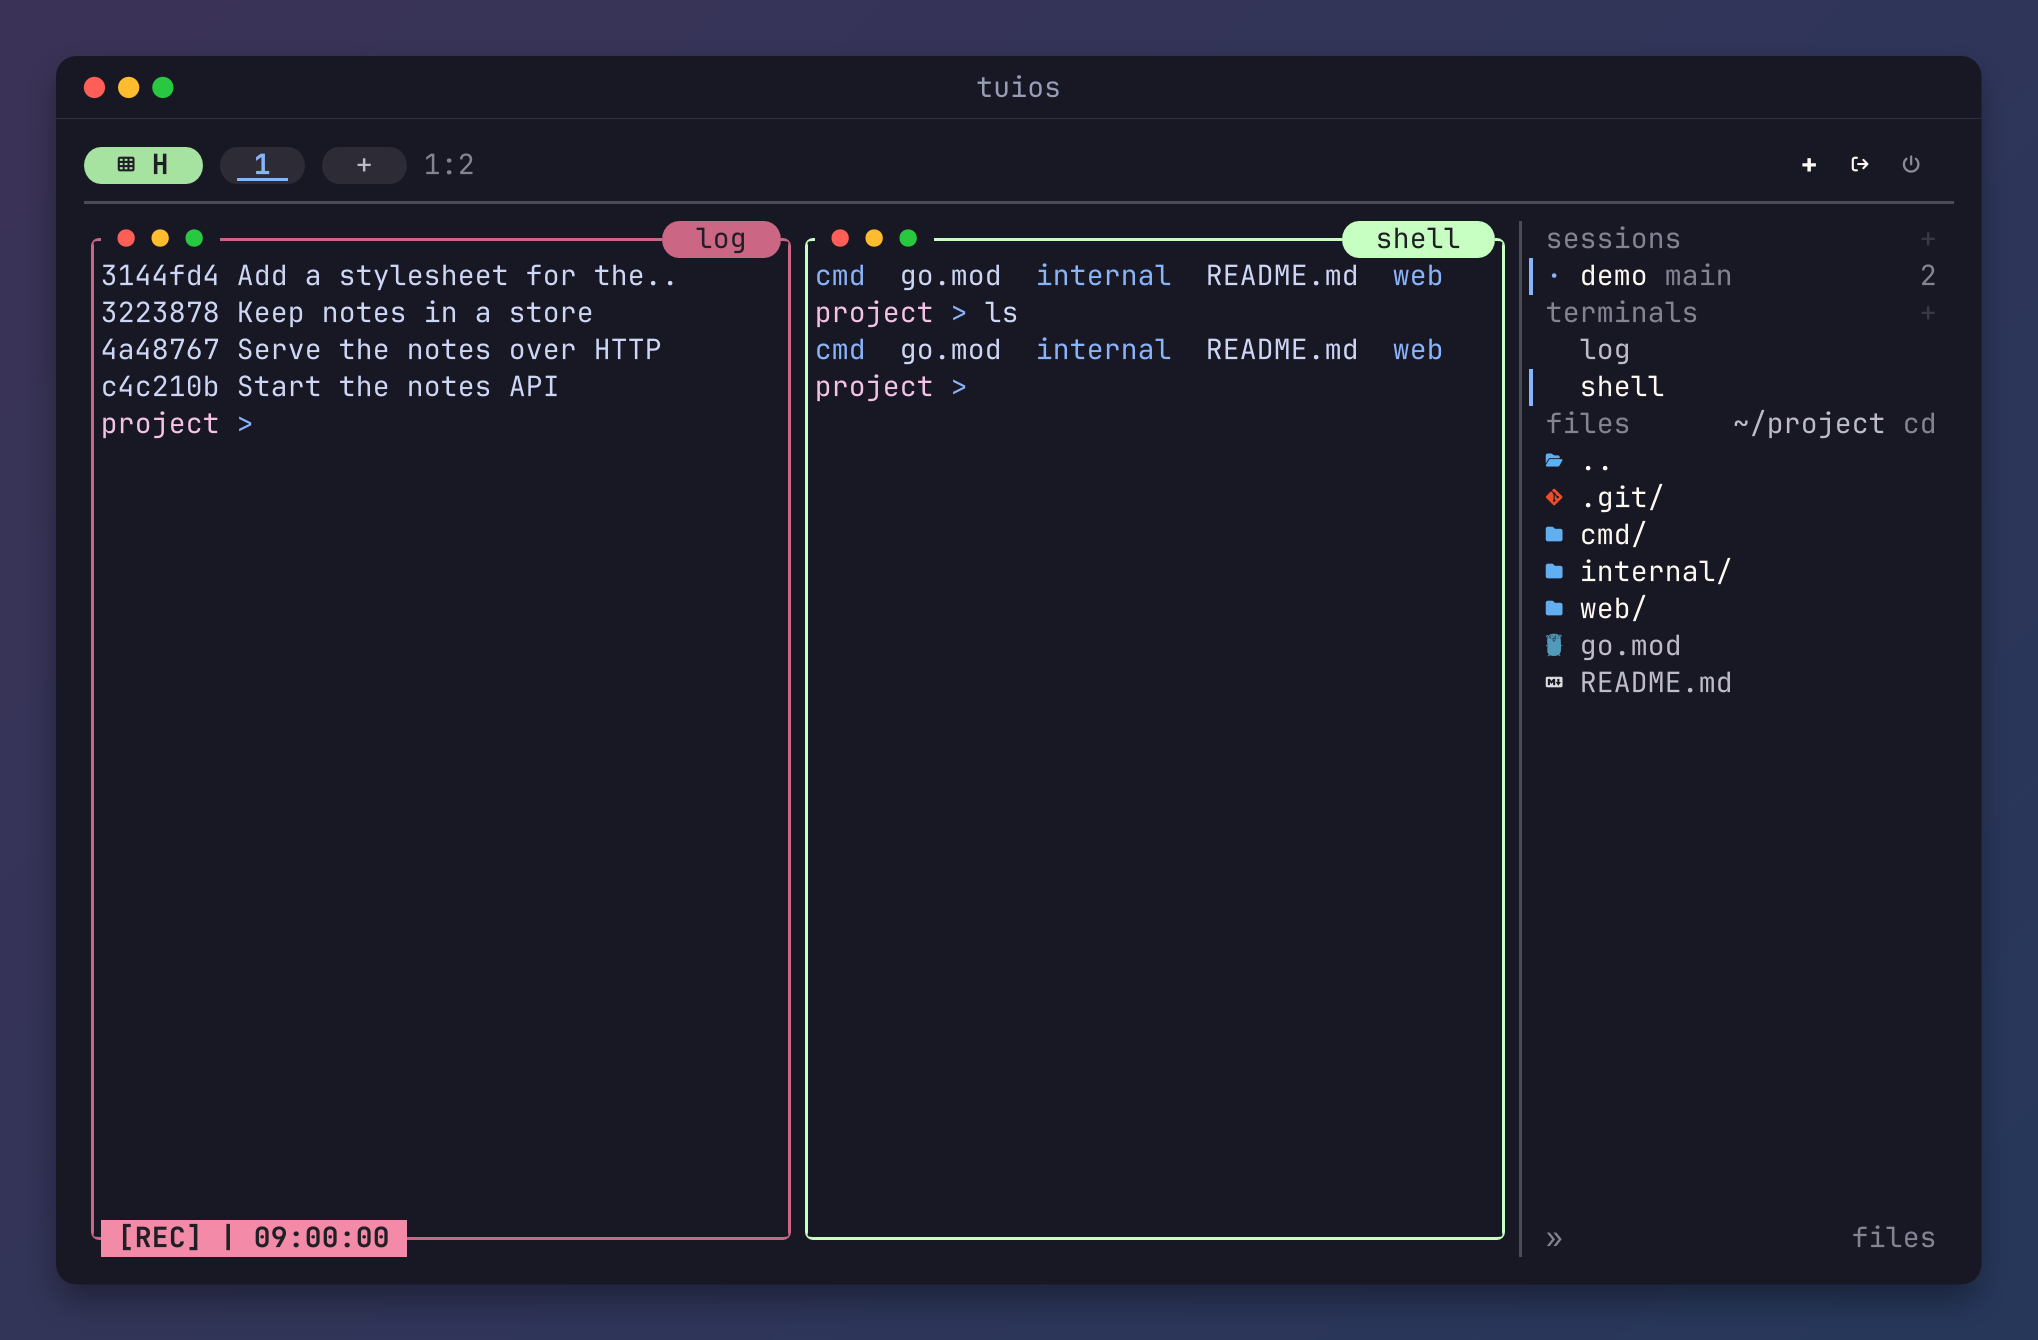 tuios
H 1 + 1:2
log
3144fd4 Add a stylesheet for the..
3223878 Keep notes in a store
4a48767 Serve the notes over HTTP
c4c210b Start the notes API
project >
[REC] | 09:00:00
shell
cmd go.mod internal README.md web
project > ls
cmd go.mod internal README.md web
project >
sessions +
· demo main 2
terminals +
log
shell
files ~/project cd
..
.git/
cmd/
internal/
web/
go.mod
README.md
» files